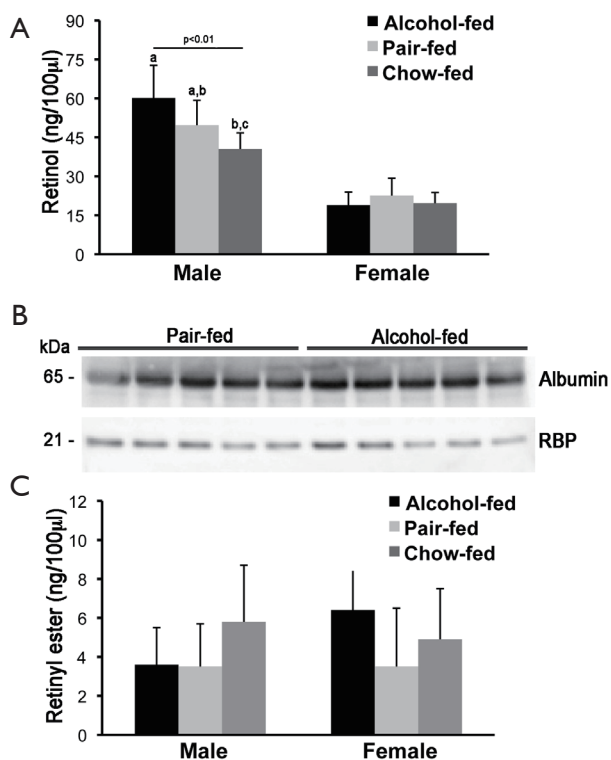 A
90
Alcohol-fed
Pair-fed
Chow-fed
p<0.01
75
a
60
a,b
b,c
45
30
15
0
Retinol (ng/100µl)
Male
Female
B
Pair-fed
Alcohol-fed
kDa
65 -
Albumin
21 -
RBP
C
12
Alcohol-fed
Pair-fed
Chow-fed
10
8
6
4
2
0
Retinyl ester (ng/100µl)
Male
Female